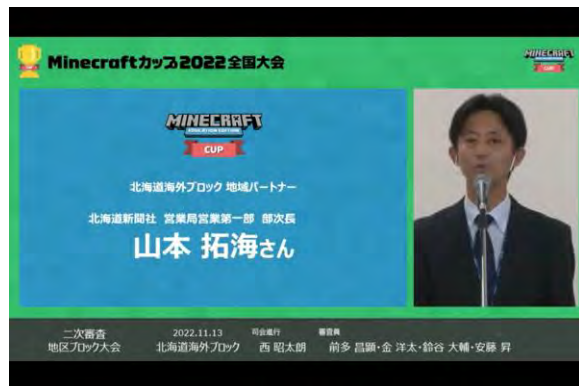 Minecraftカップ2022全国大会
MINECRAFT
CUP
MINECRAFT
EDUCATION EDITION
CUP
北海道海外ブロック 地域パートナー
北海道新聞社 営業局営業第一部 部次長
山本 拓海さん
二次審査
地区ブロック大会
2022.11.13
北海道海外ブロック
司会進行
西 昭太朗
審査員
前多 昌顕・金 洋太・鈴谷 大輔・安藤 昇